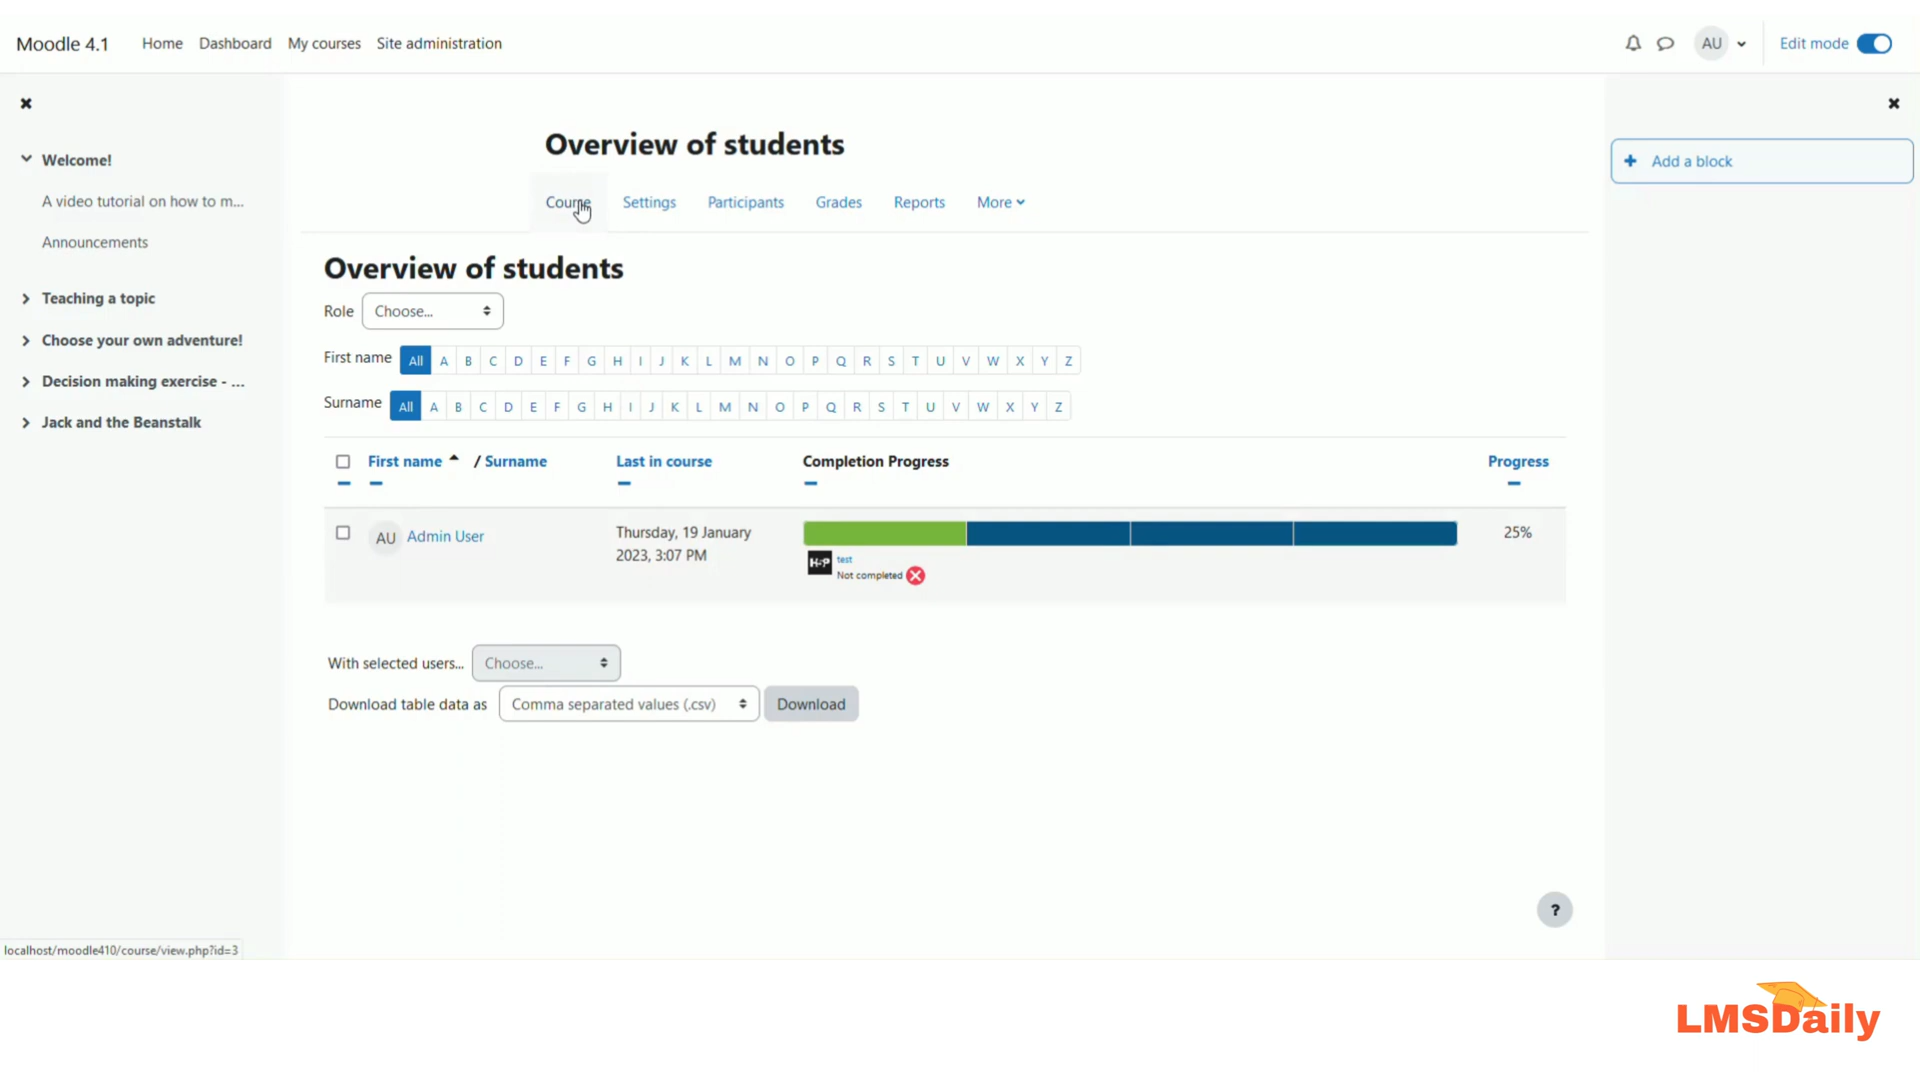 Moodle 4.1 Home Dashboard My courses Site administration AU Edit mode
Welcome!
A video tutorial on how to m...
Announcements
Teaching a topic
Choose your own adventure!
Decision making exercise - ...
Jack and the Beanstalk
Overview of students
Course Settings Participants Grades Reports More
Overview of students
Role Choose...
First name All A B C D E F G H I J K L M N O P Q R S T U V W X Y Z
Surname All A B C D E F G H I J K L M N O P Q R S T U V W X Y Z
First name / Surname Last in course Completion Progress Progress
AU Admin User Thursday, 19 January 2023, 3:07 PM 25%
H-P test
Not completed
With selected users... Choose...
Download table data as Comma separated values (.csv) Download
+ Add a block
?
localhost/moodle410/course/view.php?id=3
LMSDaily